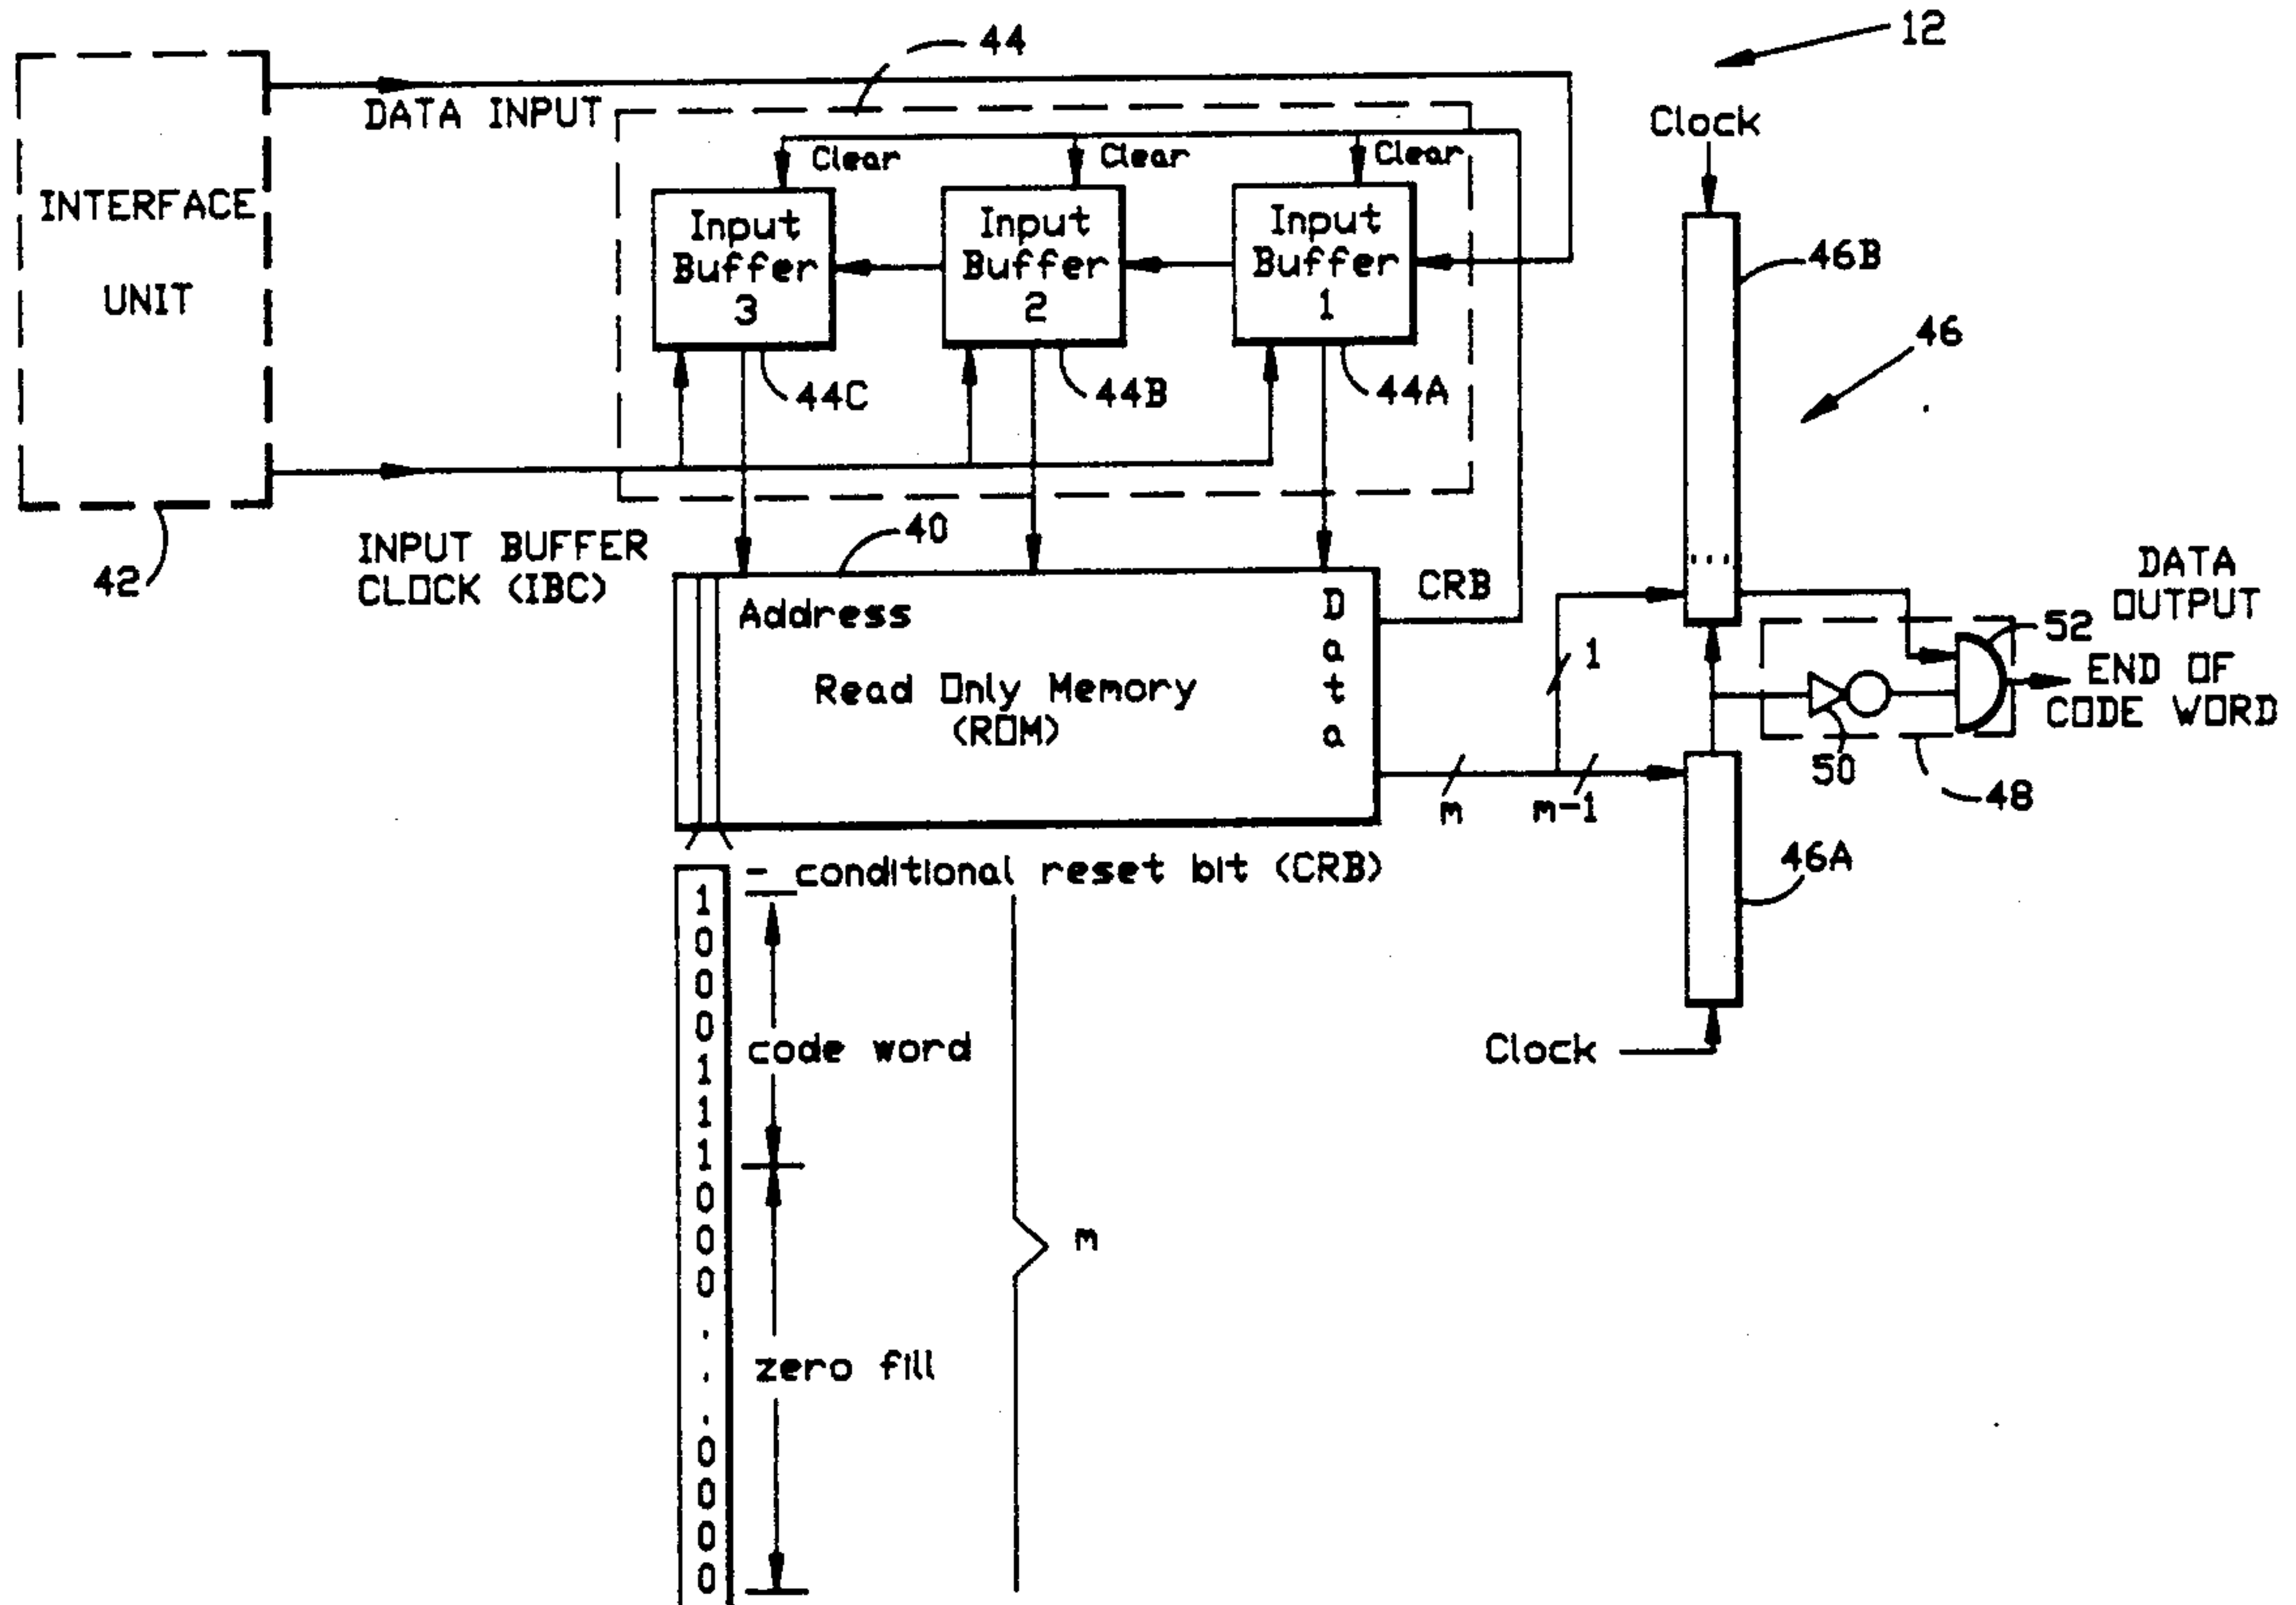 12
44
DATA INPUT
INTERFACE
UNIT
42
INPUT BUFFER
CLOCK (IBC)
Clear
Clear
Clear
Input
Buffer
3
Input
Buffer
2
Input
Buffer
1
44C
44B
44A
40
Address
Read Only Memory
(ROM)
Data
CRB
m
m-1
1
Clock
46B
46
DATA
OUTPUT
52
END OF
CODE WORD
50
48
46A
Clock
- conditional reset bit (CRB)
1
0
0
0
1
1
1
0
0
0
.
.
.
0
0
0
0
code word
zero fill
m